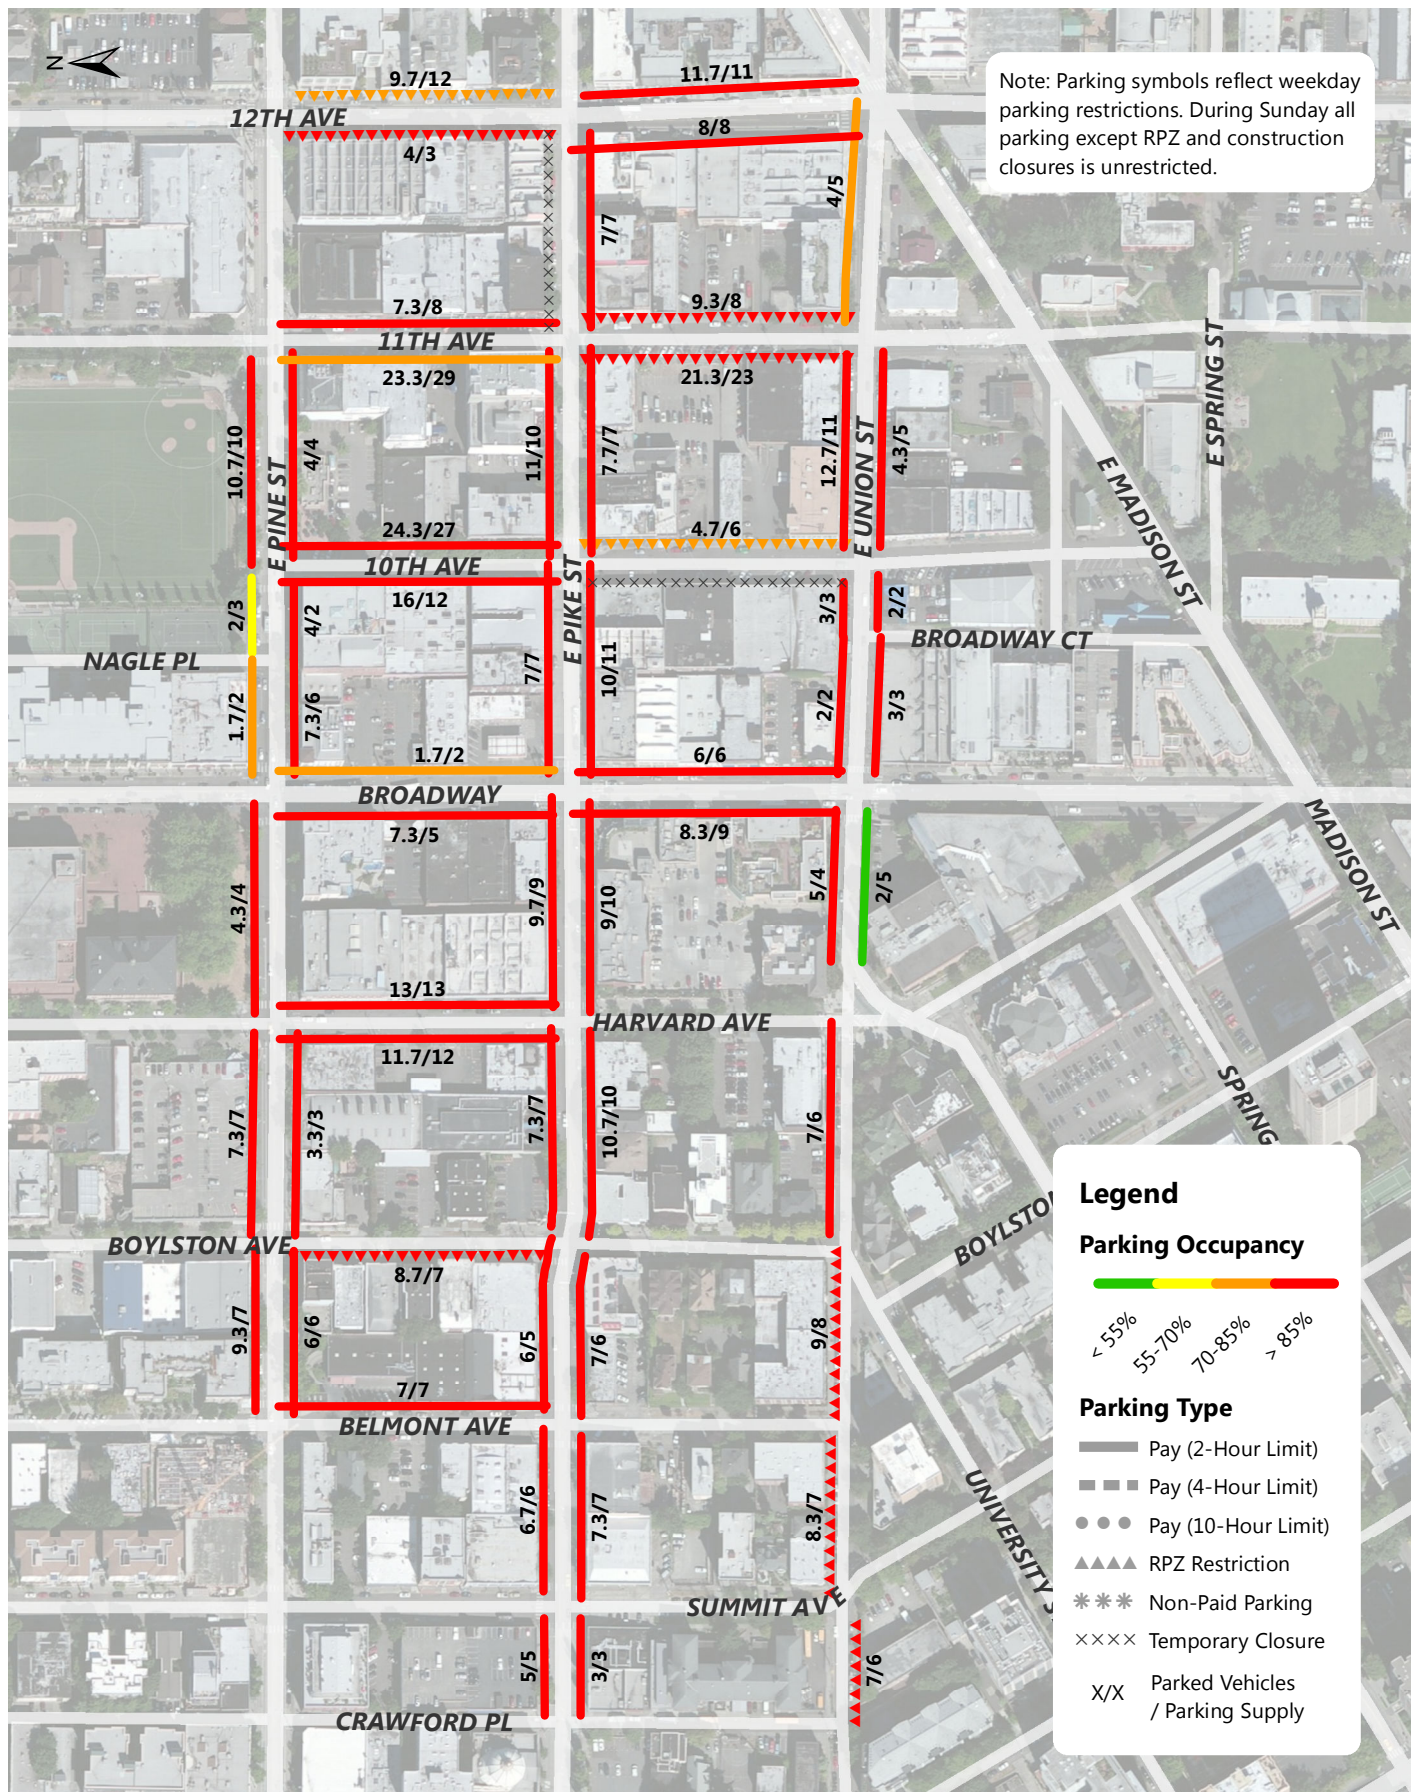 N
9.7/12
11.7/11
12TH AVE
8/8
4/3
4/5
7/7
7.3/8
9.3/8
11TH AVE
23.3/29
21.3/23
10.7/10
4/4
11/10
7.7/7
12.7/11
4.3/5
E PINE ST
24.3/27
4.7/6
E UNION ST
E MADISON ST
E SPRING ST
10TH AVE
E PIKE ST
16/12
2/3
4/2
3/3
2/2
NAGLE PL
BROADWAY CT
1.7/2
7.3/6
7/7
10/11
2/2
3/3
1.7/2
6/6
BROADWAY
7.3/5
8.3/9
MADISON ST
4.3/4
9.7/9
9/10
5/4
2/5
13/13
HARVARD AVE
11.7/12
7.3/7
3.3/3
7.3/7
10.7/10
7/6
SPRING
BOYLSTON AVE
BOYLSTON
8.7/7
9.3/7
6/6
6/5
7/6
9/8
7/7
BELMONT AVE
6.7/6
7.3/7
8.3/7
UNIVERSITY S
SUMMIT AVE
5/5
3/3
7/6
CRAWFORD PL
Note: Parking symbols reflect weekday
parking restrictions. During Sunday all
parking except RPZ and construction
closures is unrestricted.
Legend
Parking Occupancy
< 55%
55-70%
70-85%
> 85%
Parking Type
Pay (2-Hour Limit)
Pay (4-Hour Limit)
Pay (10-Hour Limit)
RPZ Restriction
Non-Paid Parking
Temporary Closure
X/X Parked Vehicles
/ Parking Supply